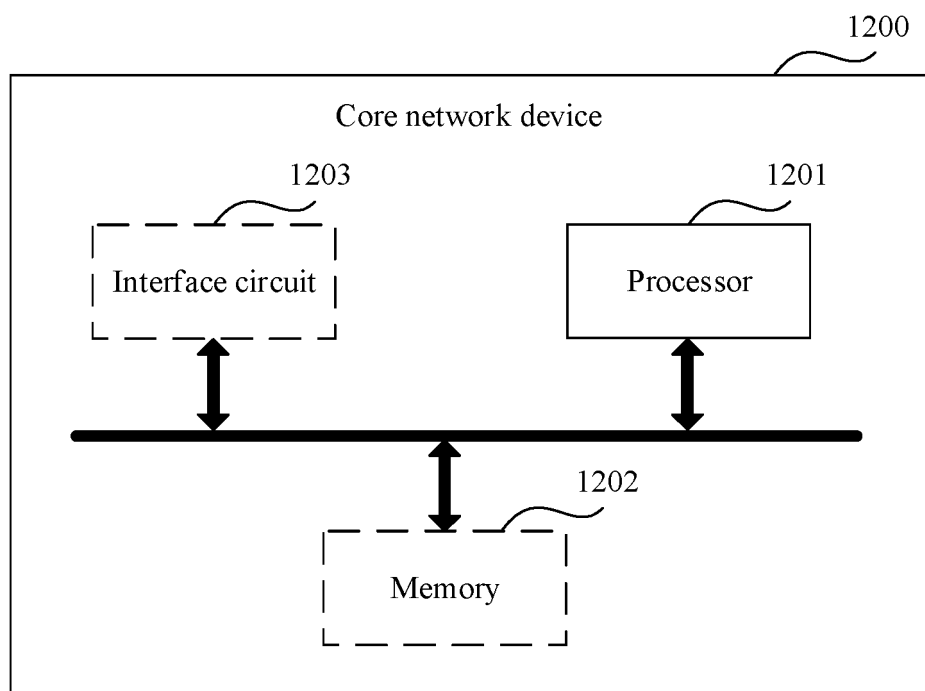 1200
Core network device
1203
1201
Interface circuit
Processor
1202
Memory